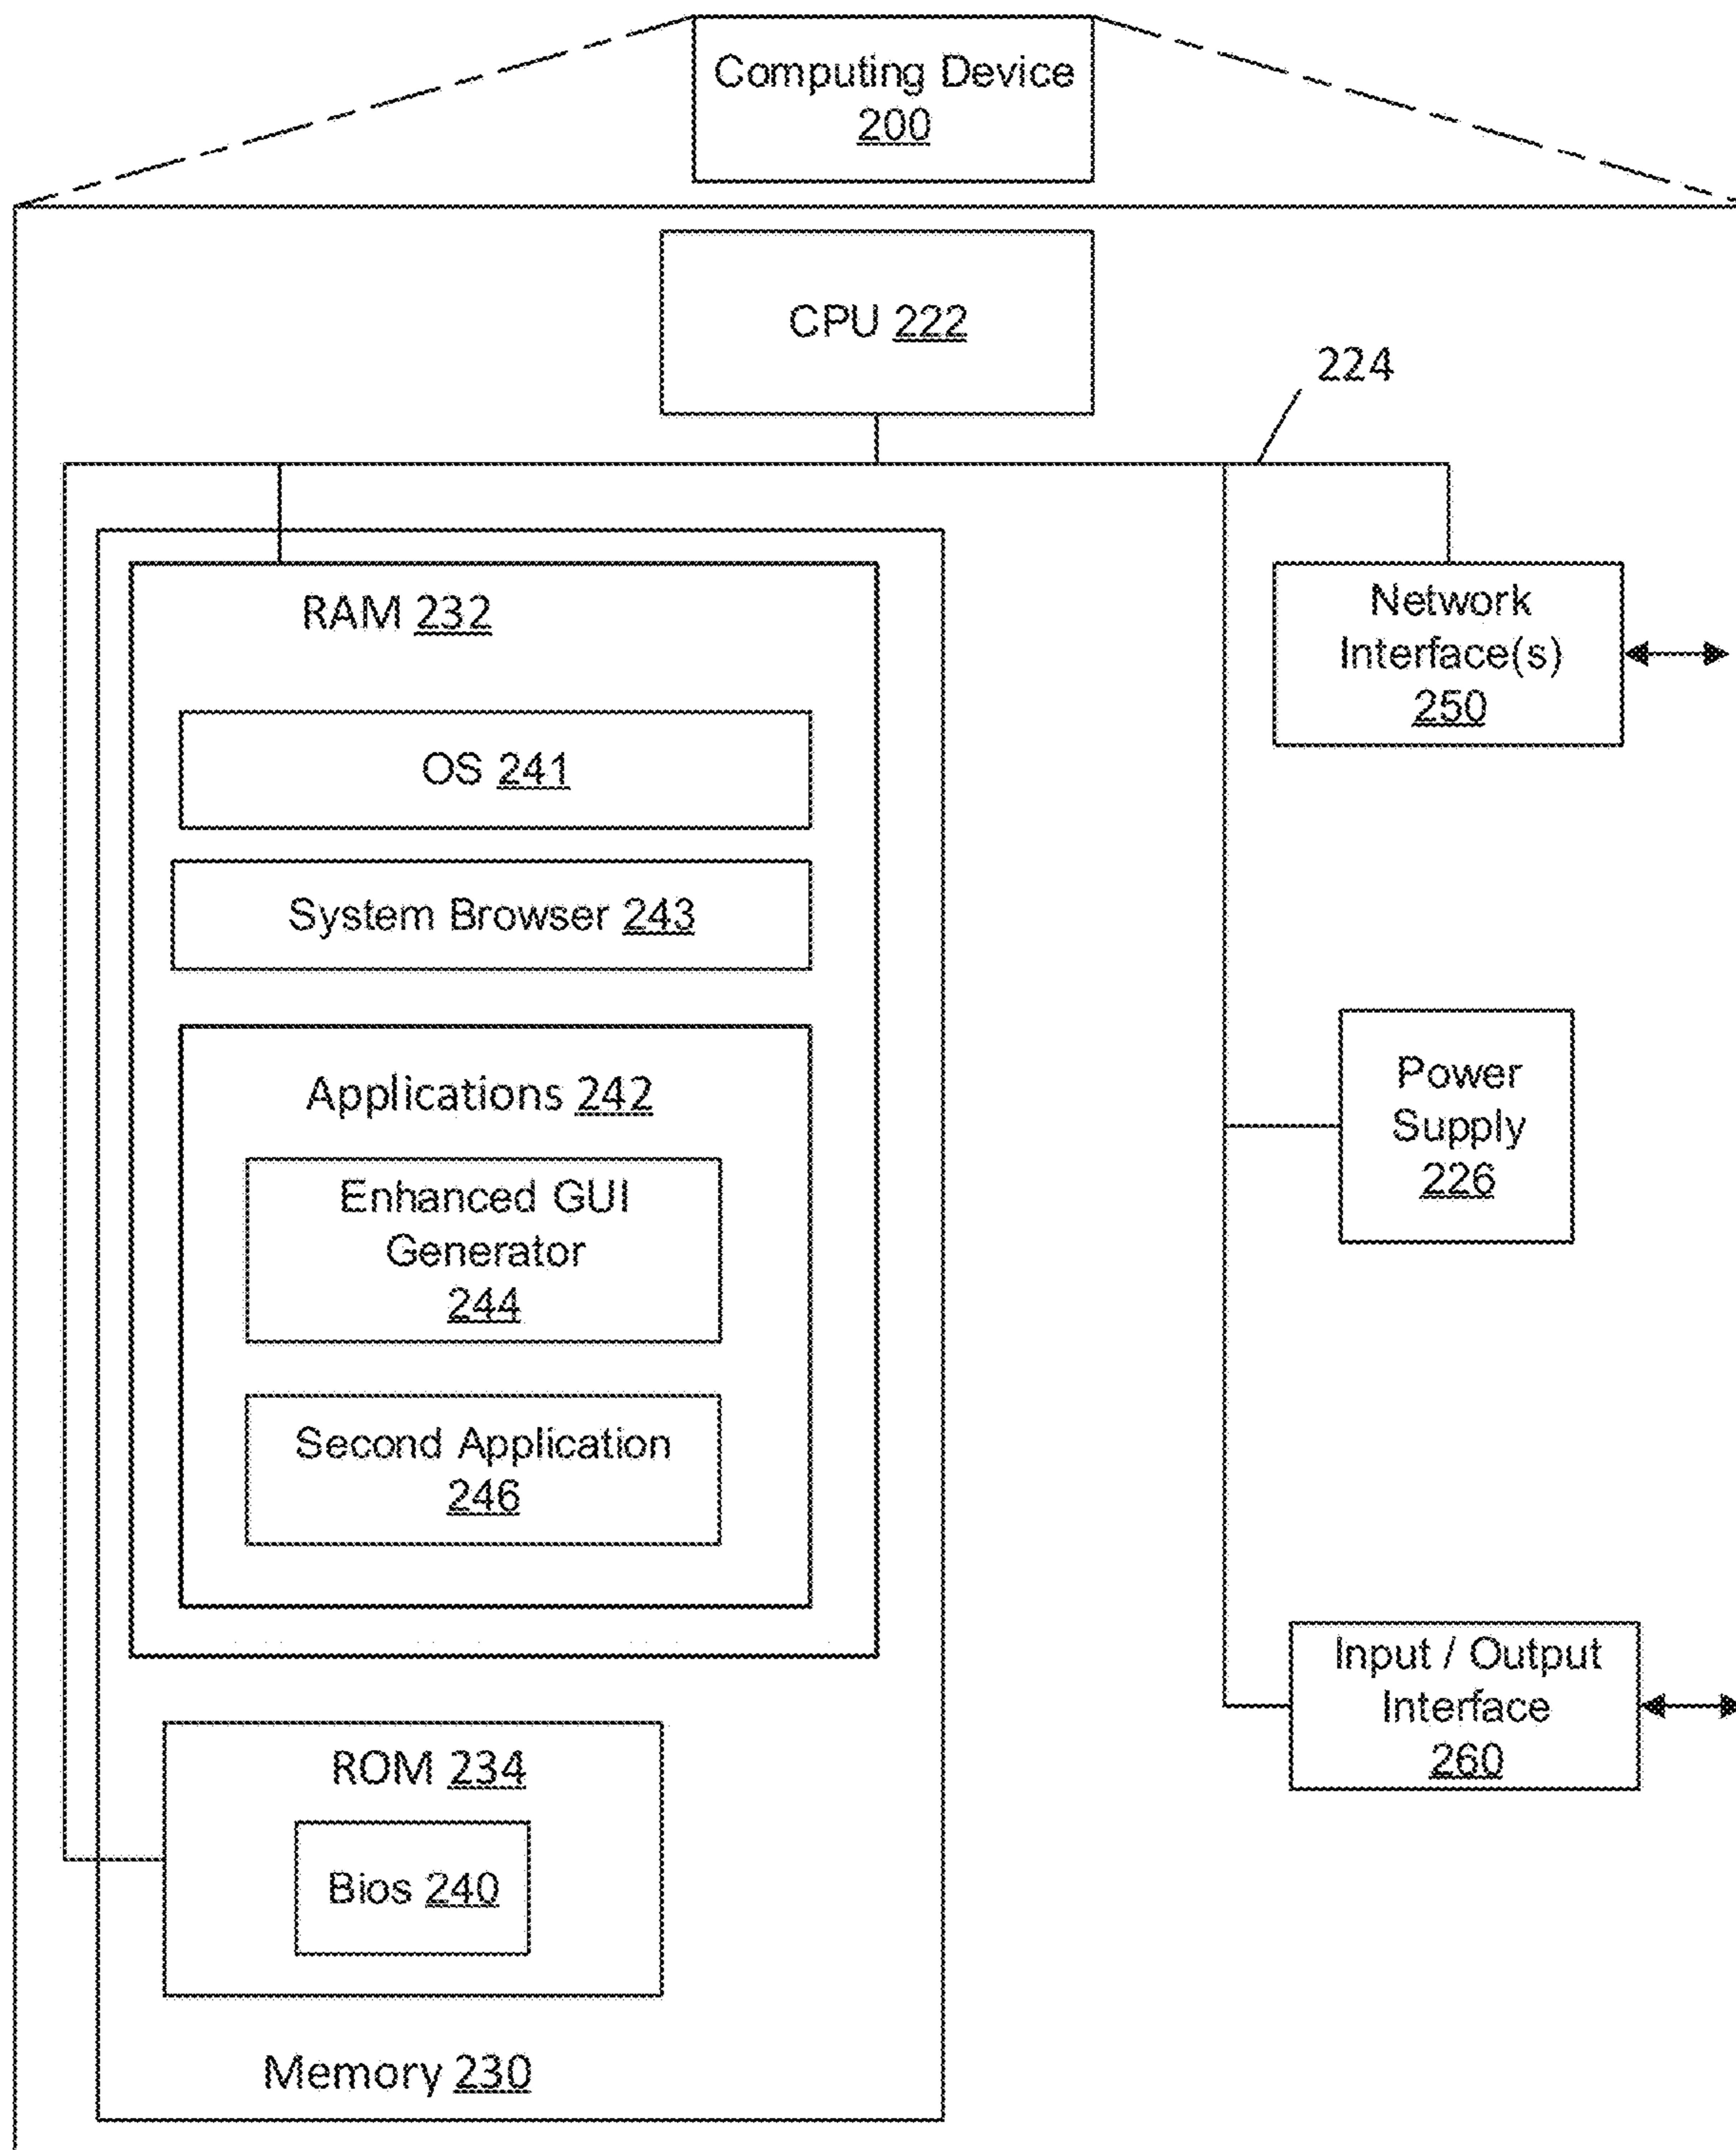 Computing Device
200
CPU 222
224
RAM 232
OS 241
System Browser 243
Applications 242
Enhanced GUI
Generator
244
Second Application
246
ROM 234
Bios 240
Memory 230
Network
Interface(s)
250
Power
Supply
226
Input / Output
Interface
260